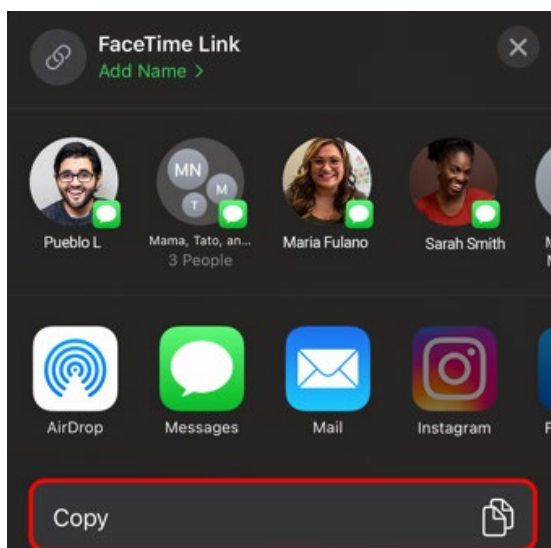 FaceTime Link
Add Name >
MN
M
T
Pueblo L
Mama, Tato, an...
3 People
Maria Fulano
Sarah Smith
AirDrop
Messages
Mail
Instagram
Copy